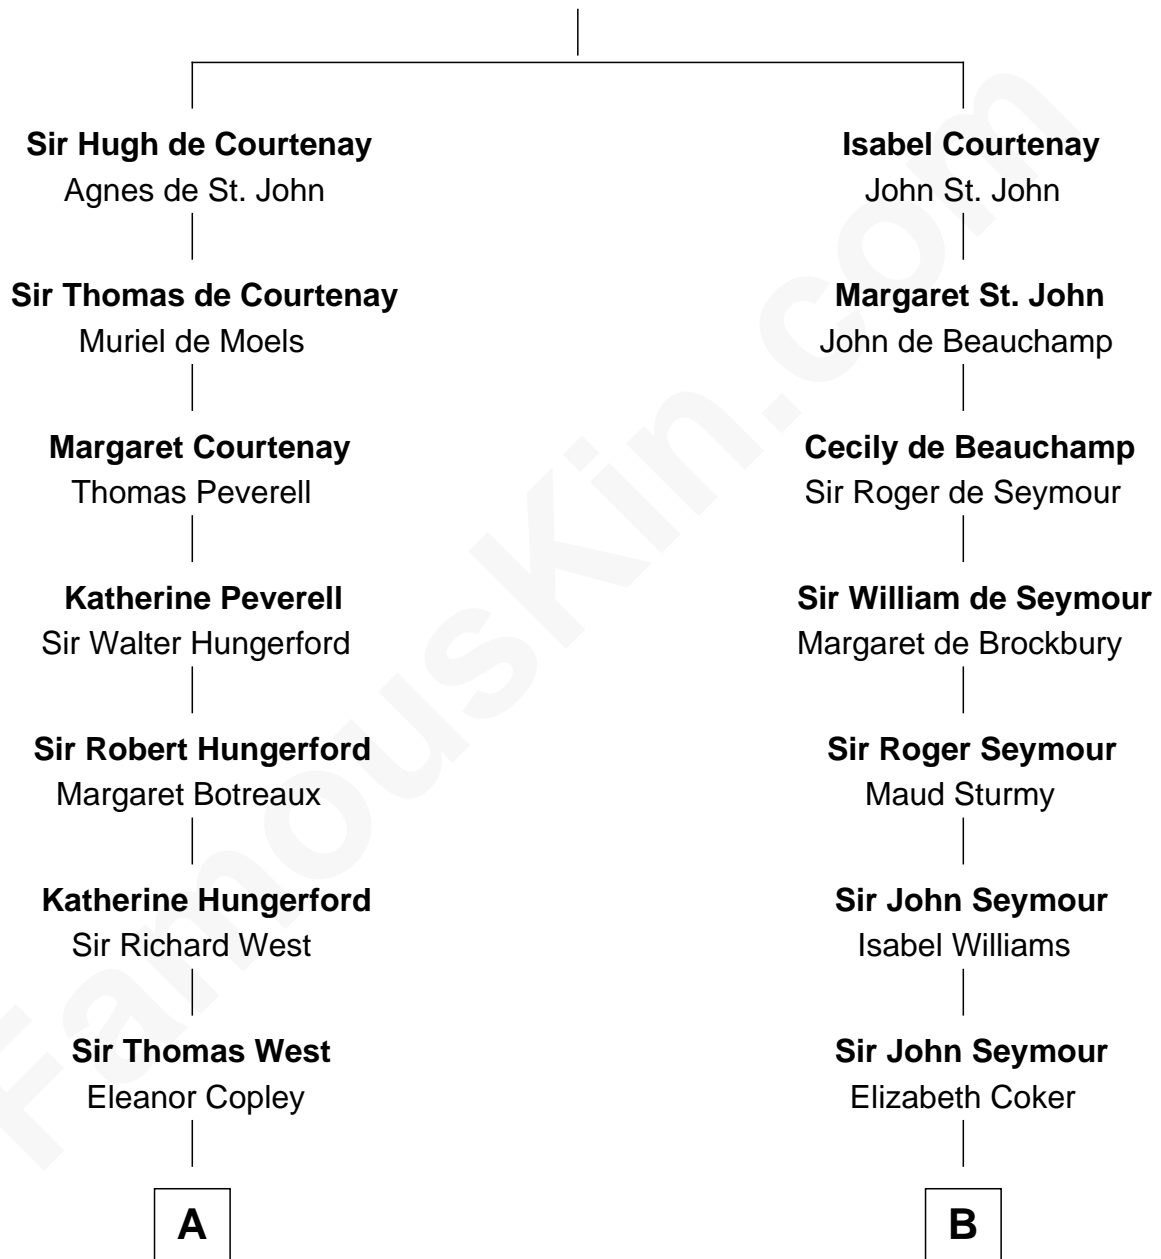 Sir Hugh de Courtenay
Agnes de St. John
Sir Thomas de Courtenay
Muriel de Moels
Margaret Courtenay
Thomas Peverell
Katherine Peverell
Sir Walter Hungerford
Sir Robert Hungerford
Margaret Botreaux
Katherine Hungerford
Sir Richard West
Sir Thomas West
Eleanor Copley
A
Isabel Courtenay
John St. John
Margaret St. John
John de Beauchamp
Cecily de Beauchamp
Sir Roger de Seymour
Sir William de Seymour
Margaret de Brockbury
Sir Roger Seymour
Maud Sturmy
Sir John Seymour
Isabel Williams
Sir John Seymour
Elizabeth Coker
B
FamousKin.com